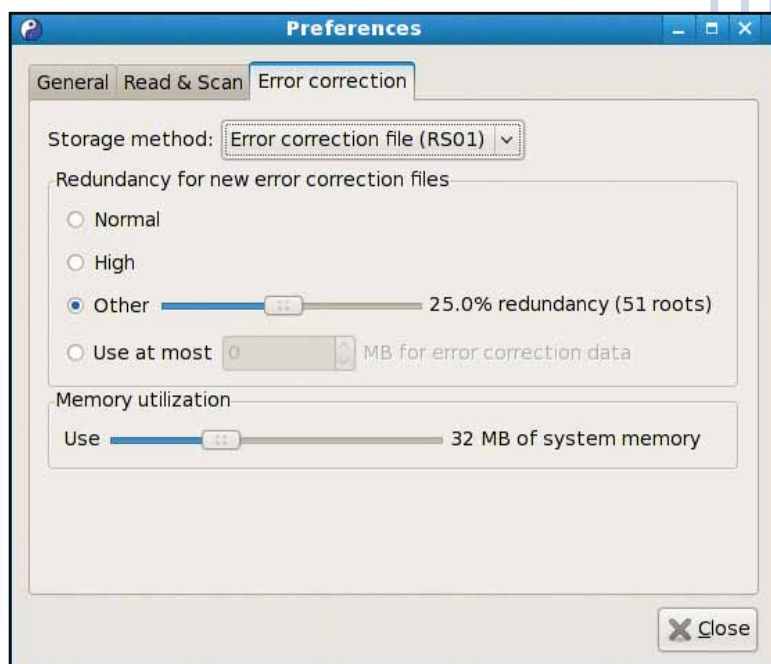 Preferences
General Read & Scan Error correction
Storage method: Error correction file (RS01)
Redundancy for new error correction files
Normal
High
Other 25.0% redundancy (51 roots)
Use at most 0 MB for error correction data
Memory utilization
Use 32 MB of system memory
Close